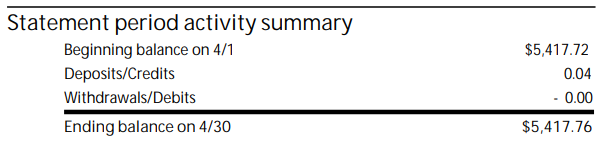 Statement period activity summary
Beginning balance on 4/1 $5,417.72
Deposits/Credits 0.04
Withdrawals/Debits - 0.00
Ending balance on 4/30 $5,417.76